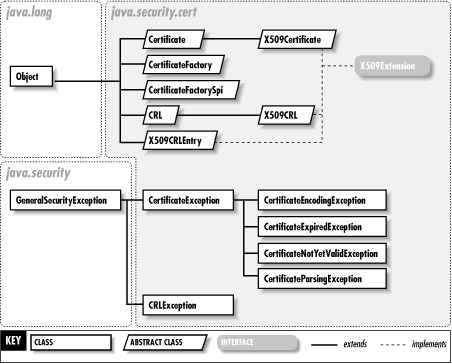 java.lang
java.security.cert
Certificate
X509Certificate
CertificateFactory
X509Extension
Object
CertificateFactorySpi
CRL
X509CRL
X509CRLEntry
java.security
GeneralSecurityException
CertificateException
CertificateEncodingException
CertificateExpiredException
CertificateNotYetValidException
CertificateParsingException
CRLException
KEY
CLASS
ABSTRACT CLASS
INTERFACE
extends
implements